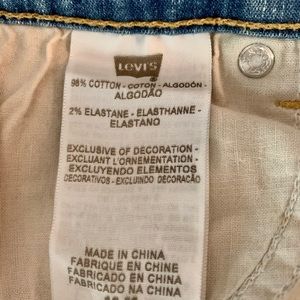 LEVI'S
98% COTTON - COTON - ALGODÓN -
ALGODÃO
2% ELASTANE - ELASTHANNE -
ELASTANO
EXCLUSIVE OF DECORATION -
EXCLUANT L'ORNEMENTATION -
EXCLUYENDO ELEMENTOS
DECORATIVOS - EXCLUINDO DECORAÇÃO
MADE IN CHINA
FABRIQUE EN CHINE
FABRICADO EN CHINA
FABRICADO NA CHINA